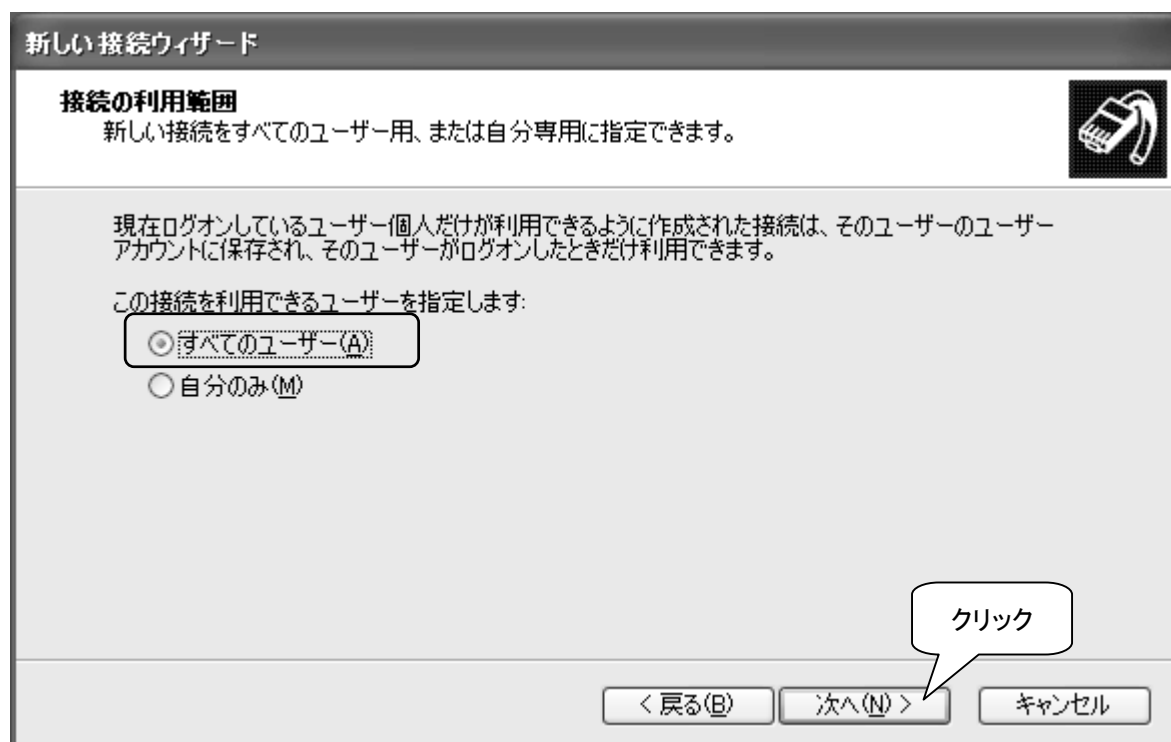 新しい接続ウィザード
接続の利用範囲
新しい接続をすべてのユーザー用、または自分専用に指定できます。
現在ログオンしているユーザー個人だけが利用できるように作成された接続は、そのユーザーのユーザー
アカウントに保存され、そのユーザーがログオンしたときだけ利用できます。
この接続を利用できるユーザーを指定します:
すべてのユーザー(A)
自分のみ(M)
クリック
< 戻る(B) 次へ(N) > キャンセル